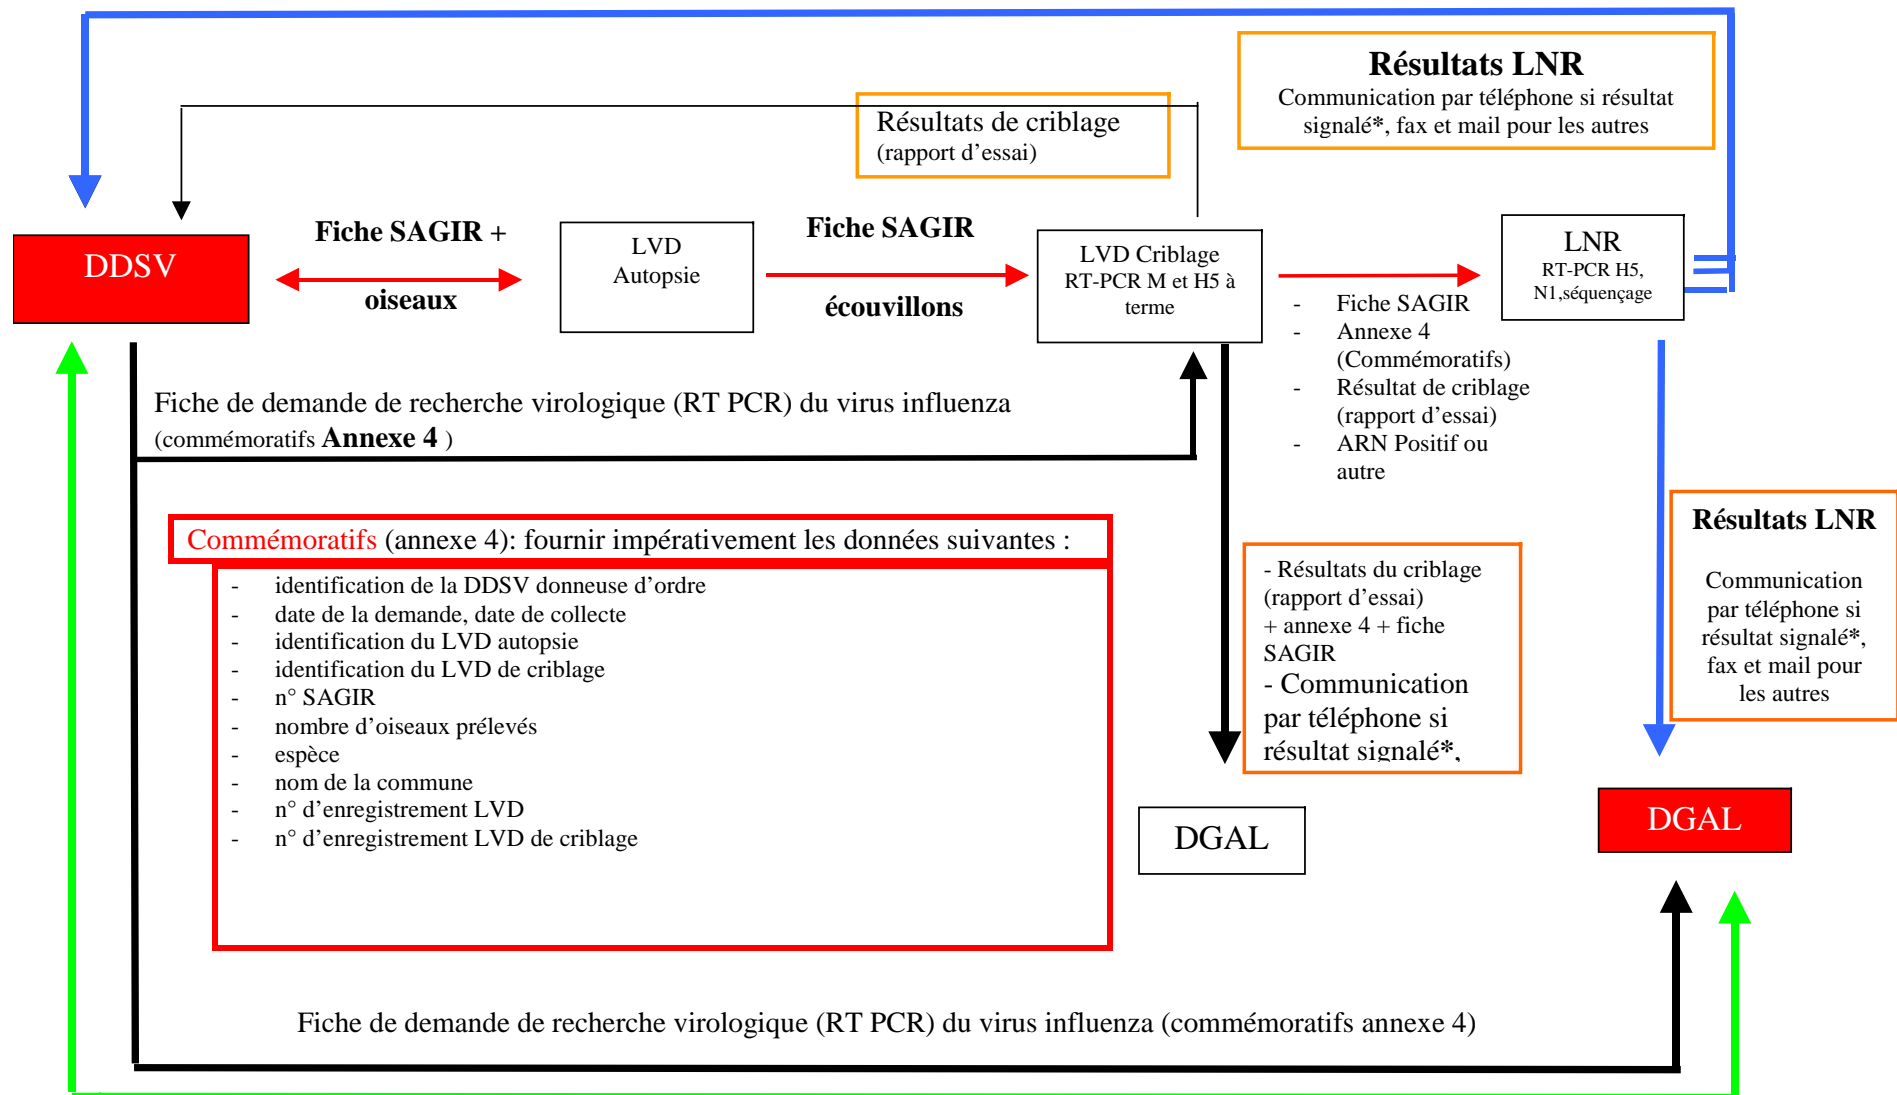 Résultats LNR
Communication par téléphone si résultat
signalé*, fax et mail pour les autres
Résultats de criblage
(rapport d’essai)
DDSV
Fiche SAGIR +
oiseaux
LVD
Autopsie
Fiche SAGIR
écouvillons
LVD Criblage
RT-PCR M et H5 à
terme
LNR
RT-PCR H5,
N1,séquençage
- Fiche SAGIR
- Annexe 4
(Commémoratifs)
- Résultat de criblage
(rapport d’essai)
- ARN Positif ou
autre
Fiche de demande de recherche virologique (RT PCR) du virus influenza
(commémoratifs Annexe 4 )
Commémoratifs (annexe 4): fournir impérativement les données suivantes :
- identification de la DDSV donneuse d’ordre
- date de la demande, date de collecte
- identification du LVD autopsie
- identification du LVD de criblage
- n° SAGIR
- nombre d’oiseaux prélevés
- espèce
- nom de la commune
- n° d’enregistrement LVD
- n° d’enregistrement LVD de criblage
- Résultats du criblage
(rapport d’essai)
+ annexe 4 + fiche
SAGIR
- Communication
par téléphone si
résultat signalé*,
Résultats LNR
Communication
par téléphone si
résultat signalé*,
fax et mail pour
les autres
DGAL
DGAL
Fiche de demande de recherche virologique (RT PCR) du virus influenza (commémoratifs annexe 4)